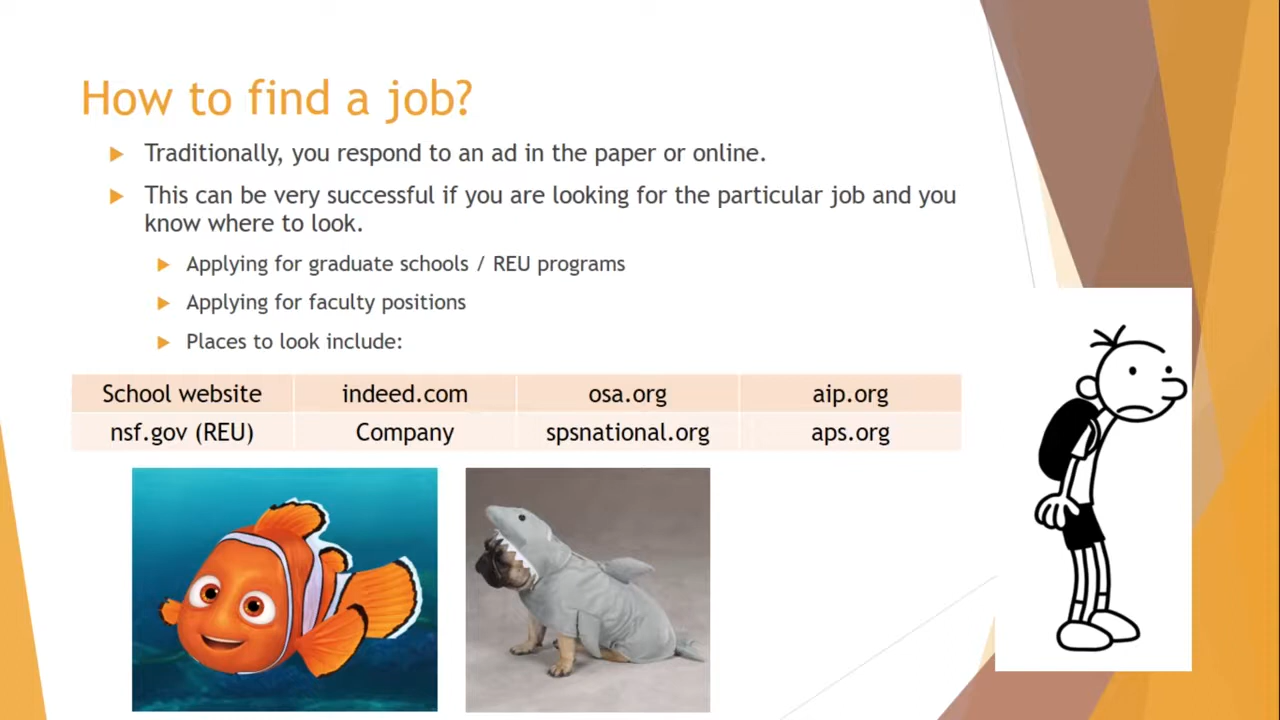 How to find a job?
Traditionally, you respond to an ad in the paper or online.
This can be very successful if you are looking for the particular job and you
know where to look.
Applying for graduate schools / REU programs
Applying for faculty positions
Places to look include:
School website indeed.com osa.org aip.org
nsf.gov (REU) Company spsnational.org aps.org